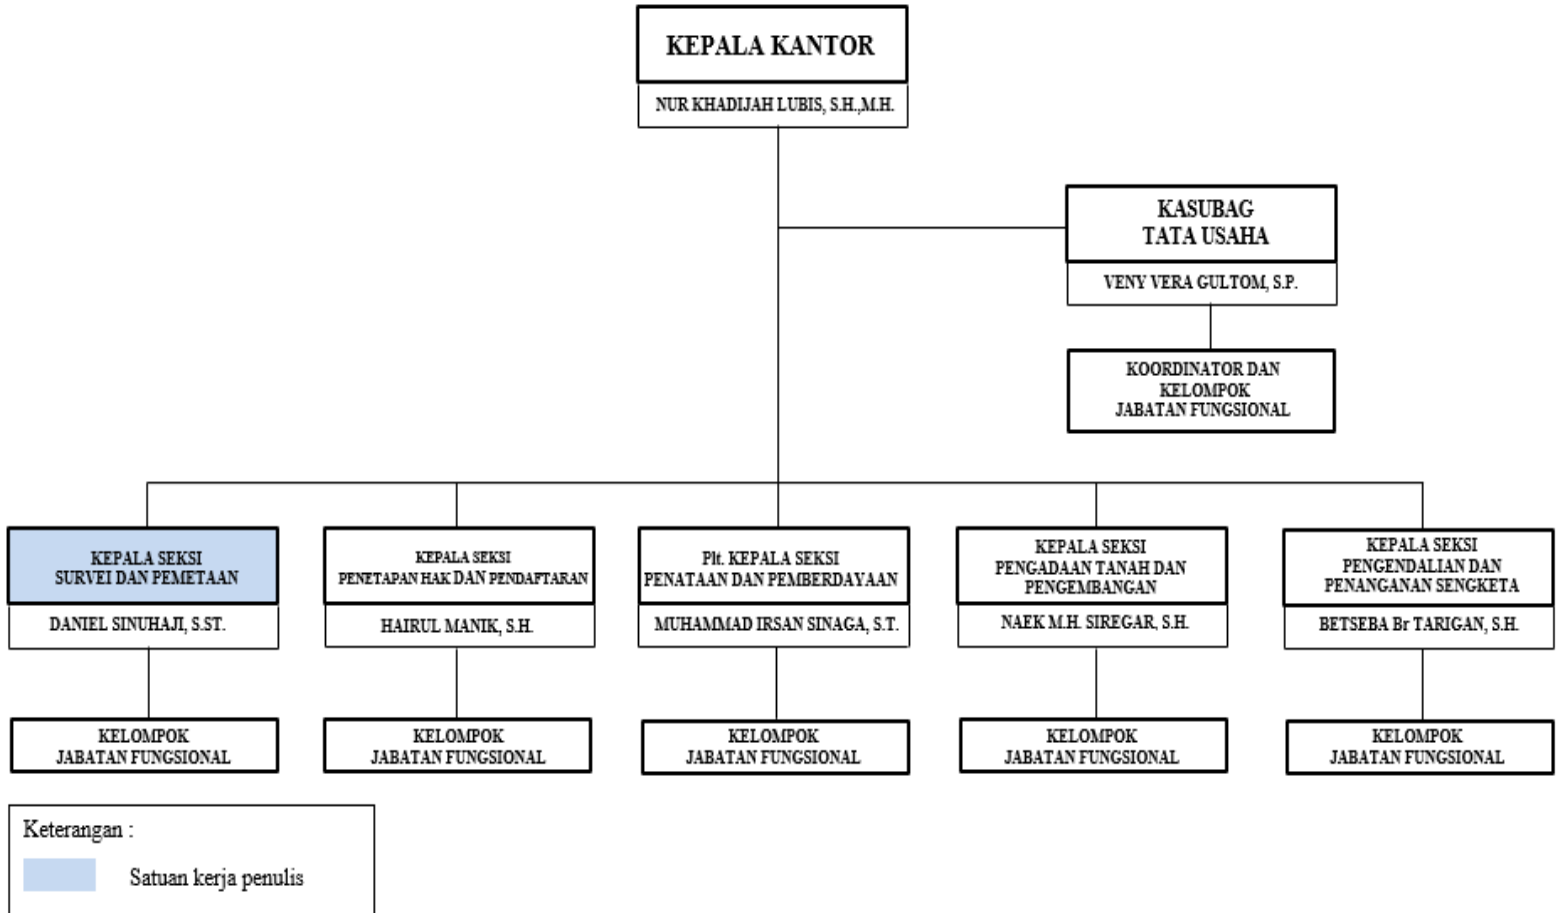 KEPALA KANTOR
NUR KHADIJAH LUBIS, S.H.,M.H.
KASUBAG
TATA USAHA
VENY VERA GULTOM, S.P.
KOORDINATOR DAN
KELOMPOK
JABATAN FUNGSIONAL
KEPALA SEKSI
SURVEI DAN PEMETAAN
DANIEL SINUHAJI, S.ST.
KELOMPOK
JABATAN FUNGSIONAL
KEPALA SEKSI
PENETAPAN HAK DAN PENDAFTARAN
HAIRUL MANIK, S.H.
KELOMPOK
JABATAN FUNGSIONAL
Plt. KEPALA SEKSI
PENATAAN DAN PEMBERDAYAAN
MUHAMMAD IRSAN SINAGA, S.T.
KELOMPOK
JABATAN FUNGSIONAL
KEPALA SEKSI
PENGADAAN TANAH DAN
PENGEMBANGAN
NAEK M.H. SIREGAR, S.H.
KELOMPOK
JABATAN FUNGSIONAL
KEPALA SEKSI
PENGENDALIAN DAN
PENANGANAN SENGKETA
BETSEBA Br TARIGAN, S.H.
KELOMPOK
JABATAN FUNGSIONAL
Keterangan :
Satuan kerja penulis